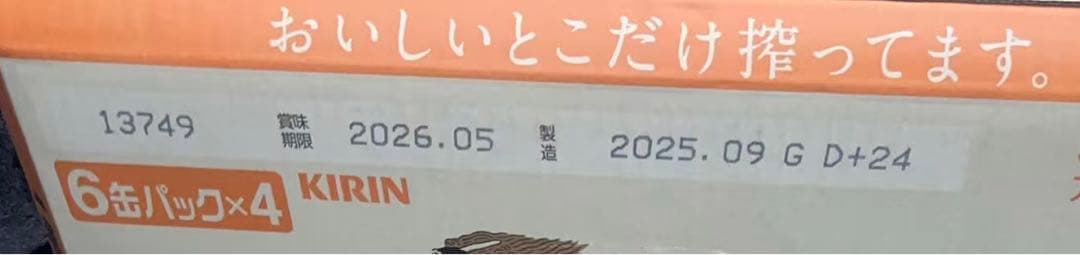 おいしいとこだけ搾ってます。
13749 賞味期限 2026.05 製造 2025.09 G D+24
6缶パック×4 KIRIN